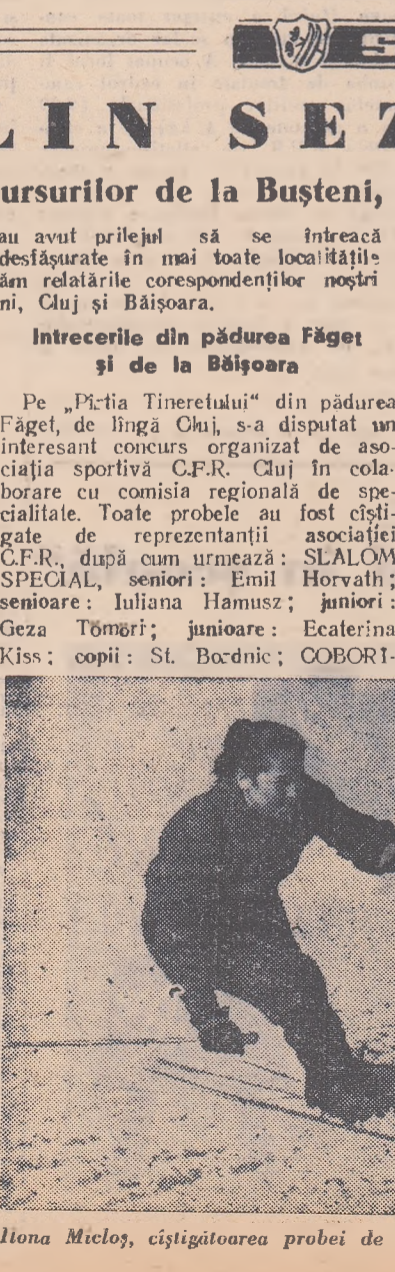 LIN SEZ
ursurilor de la Bușteni,
au avut prilejul să se întreacă
desfășurate în mai toate localitățile
ăm relatările corespondenților noștri
ni, Cluj și Băișoara.
Intrecerile din pădurea Făget
și de la Băișoara
Pe „Pîrtia Tineretului“ din pădurea
Făget, de lîngă Cluj, s-a disputat un
interesant concurs organizat de aso-
ciația sportivă C.F.R. Cluj în cola-
borare cu comisia regională de spe-
cialitate. Toate probele au fost cîști-
gate de reprezentanții asociației
C.F.R., după cum urmează: SLALOM
SPECIAL, seniori: Emil Horvath;
senioare: Iuliana Hamusz; juniori:
Geza Tömöri; junioare: Ecaterina
Kiss; copii: St. Bordnic; COBORÎ-
Ilona Micloș, cîștigătoarea probei de